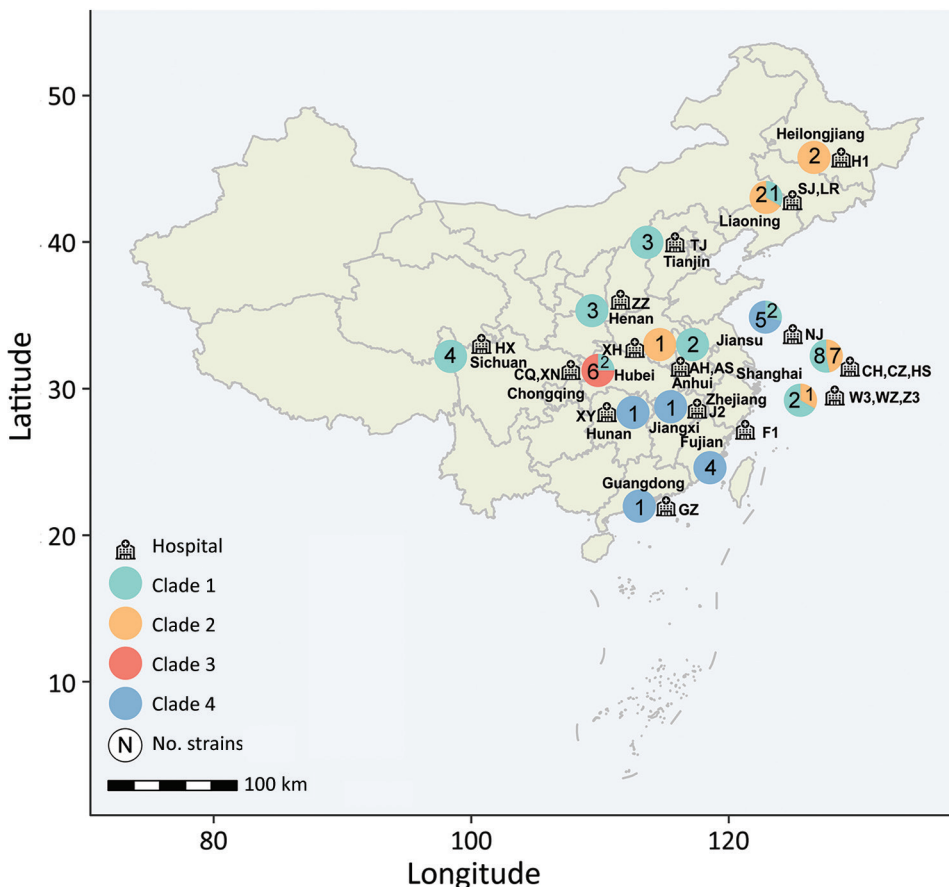 50
40
30
20
10
80
100
120
Latitude
Longitude
Heilongjiang
2
H1
2 1
SJ,LR
Liaoning
3
TJ
Tianjin
3
ZZ
Henan
5 2
NJ
Jiansu
4
HX
Sichuan
XH
1
2
8 7
CH,CZ,HS
Shanghai
CQ,XN
6 2
Hubei
AH,AS
Anhui
Chongqing
2 1
W3,WZ,Z3
Zhejiang
XY
1
1
J2
Hunan
Jiangxi
F1
Fujian
4
Guangdong
1
GZ
Hospital
Clade 1
Clade 2
Clade 3
Clade 4
N No. strains
100 km